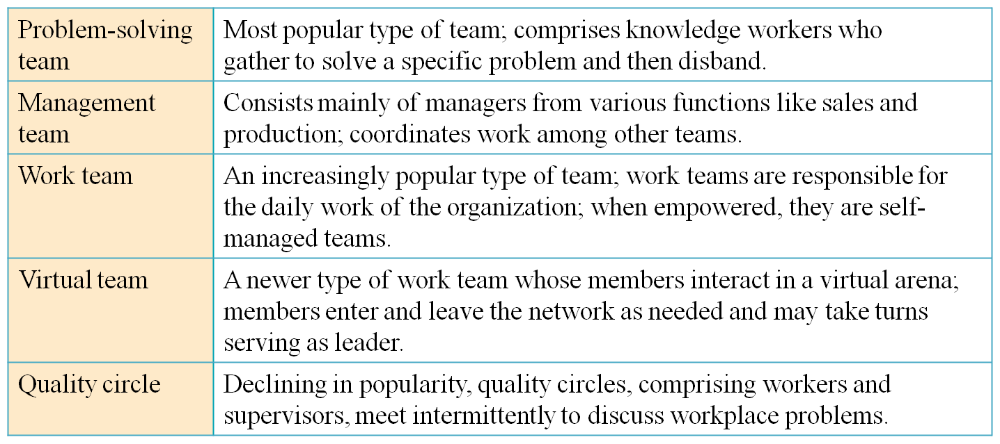 Problem-solving
team
Most popular type of team; comprises knowledge workers who
gather to solve a specific problem and then disband.
Management
team
Consists mainly of managers from various functions like sales and
production; coordinates work among other teams.
Work team
An increasingly popular type of team; work teams are responsible for
the daily work of the organization; when empowered, they are self-
managed teams.
Virtual team
A newer type of work team whose members interact in a virtual arena;
members enter and leave the network as needed and may take turns
serving as leader.
Quality circle
Declining in popularity, quality circles, comprising workers and
supervisors, meet intermittently to discuss workplace problems.